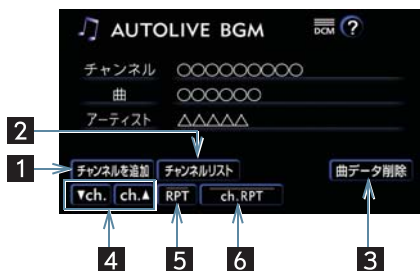 AUTOLIVE BGM DCM ?
チャンネル ○○○○○○○○○
曲 ○○○○○○
アーティスト △△△△△
2
1 チャンネルを追加 チャンネルリスト 曲データ削除
▼ch. ch.▲ RPT ch.RPT
4 5 6 3